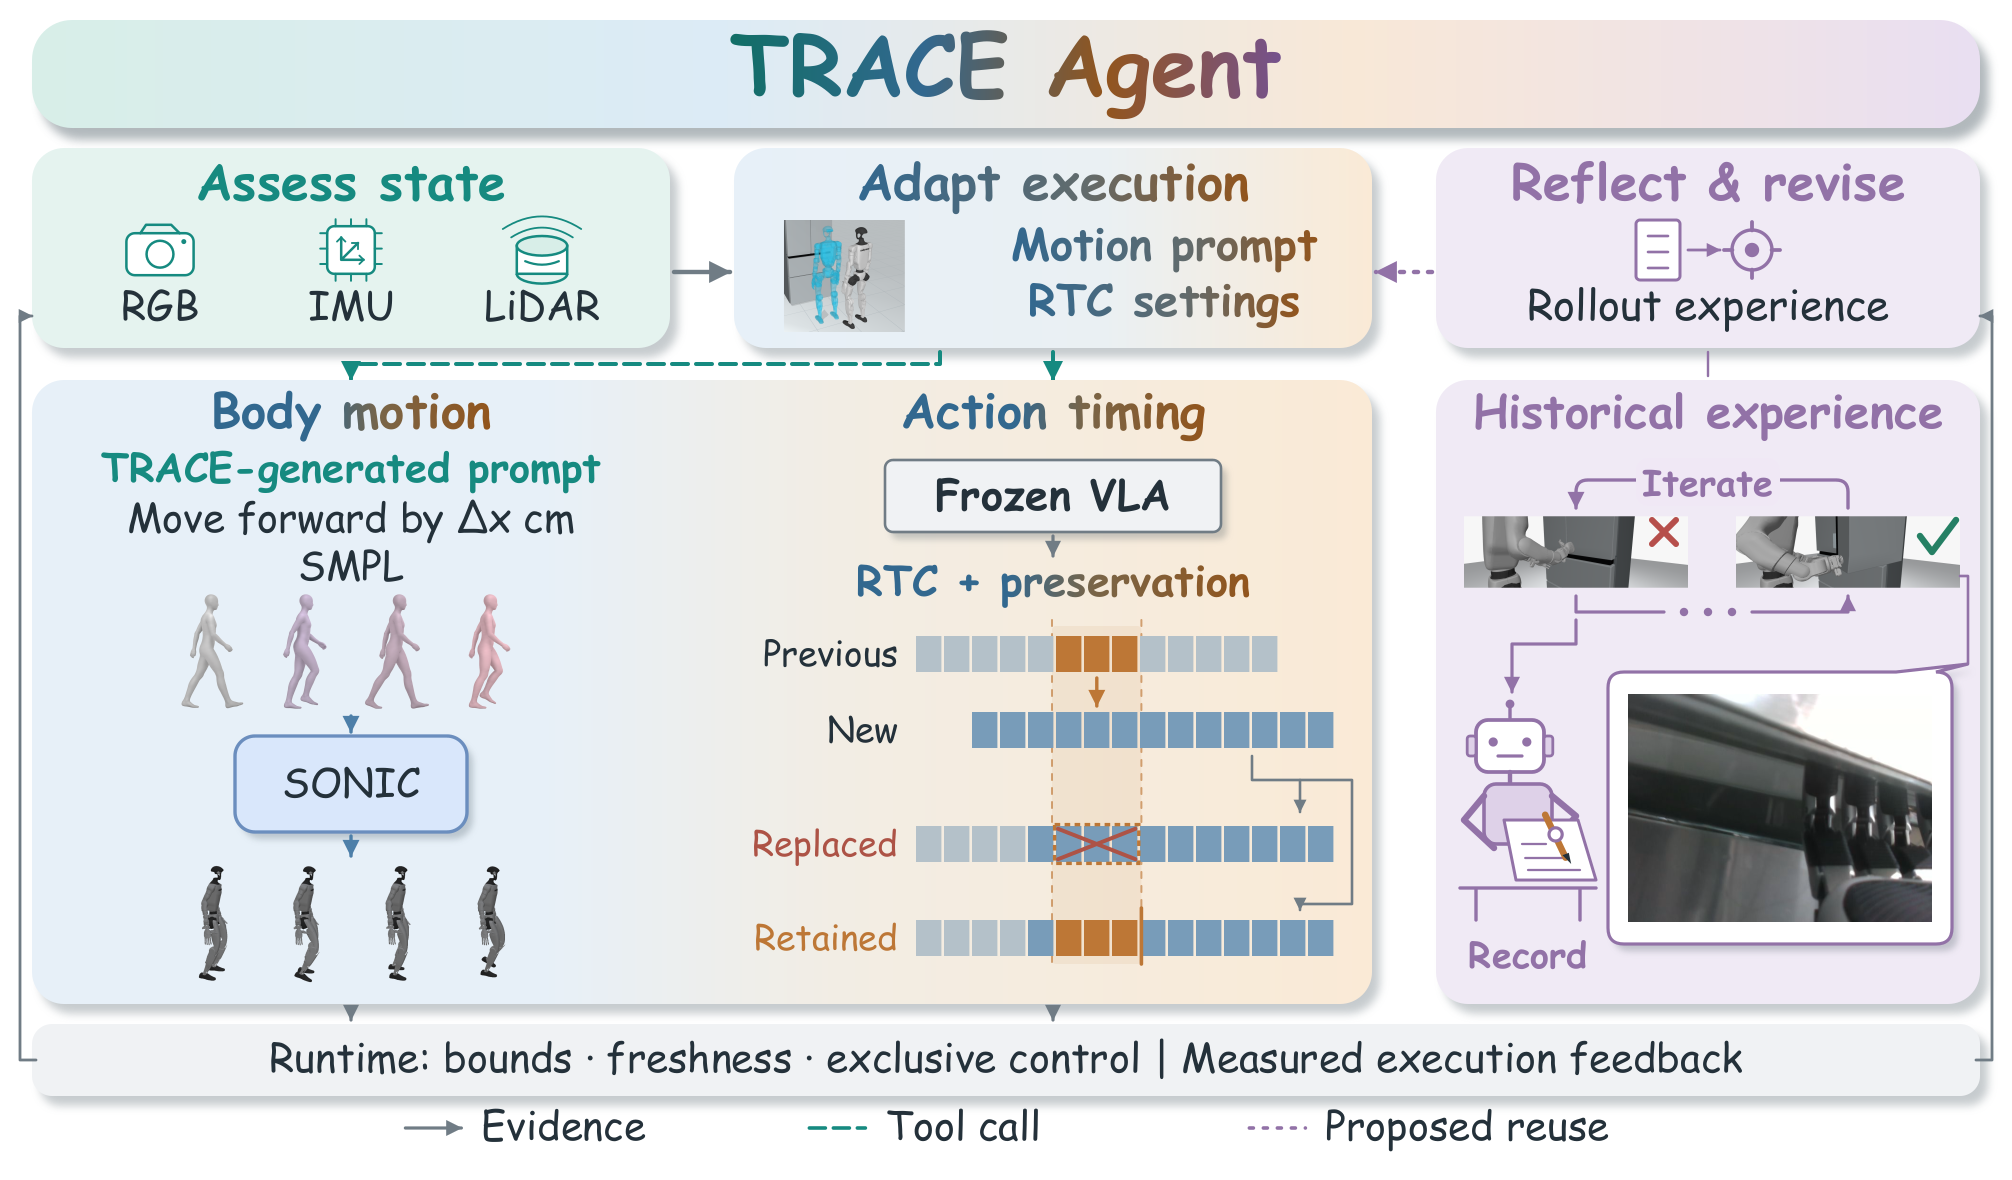 TRACE Agent
Assess state
RGB
IMU
LiDAR
Adapt execution
Motion prompt
RTC settings
Reflect & revise
Rollout experience
Body motion
TRACE-generated prompt
Move forward by Δx cm
SMPL
SONIC
Action timing
Frozen VLA
RTC + preservation
Previous
New
Replaced
Retained
Historical experience
Iterate
Record
Runtime: bounds · freshness · exclusive control | Measured execution feedback
Evidence
Tool call
Proposed reuse